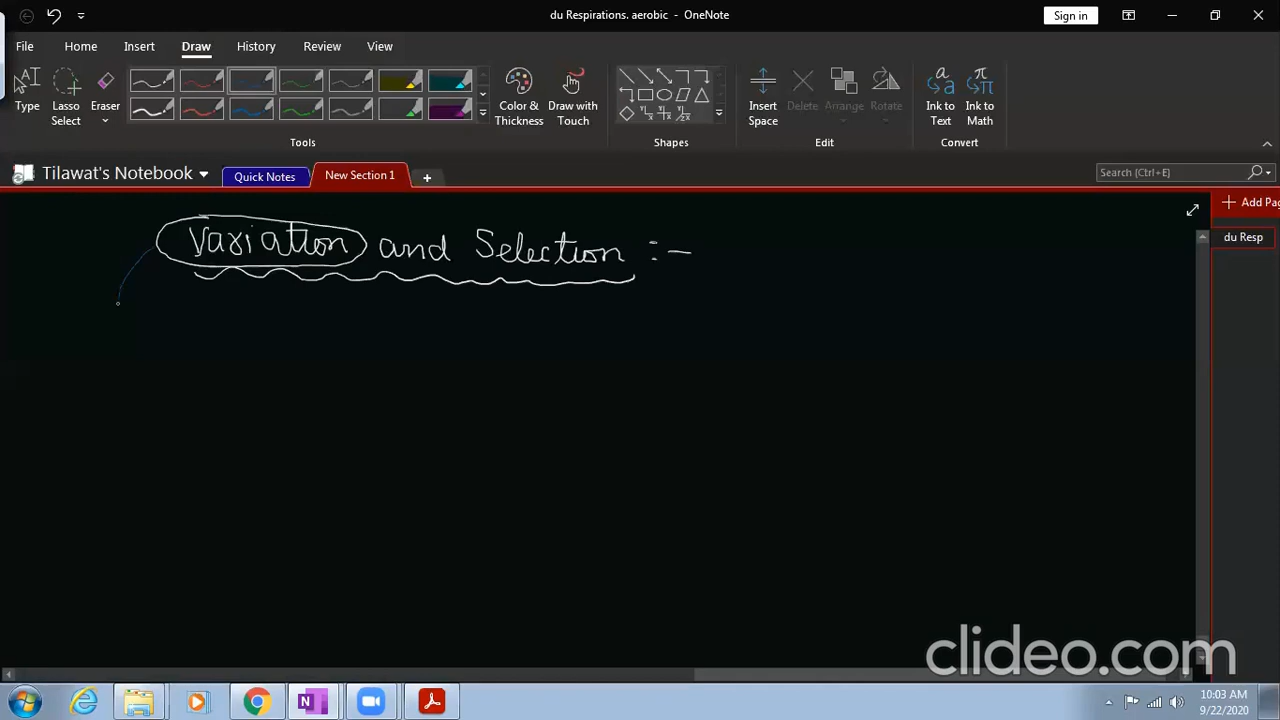 du Respirations. aerobic - OneNote
Sign in
File Home Insert Draw History Review View
Type
Lasso Select
Eraser
Color & Thickness
Draw with Touch
Insert Space
Delete
Arrange
Rotate
Ink to Text
Ink to Math
Tools Shapes Edit Convert
Tilawat's Notebook
Quick Notes
New Section 1
Search (Ctrl+E)
Add Pag
du Resp
Variation and Selection :-
clideo.com
10:03 AM
9/22/2020